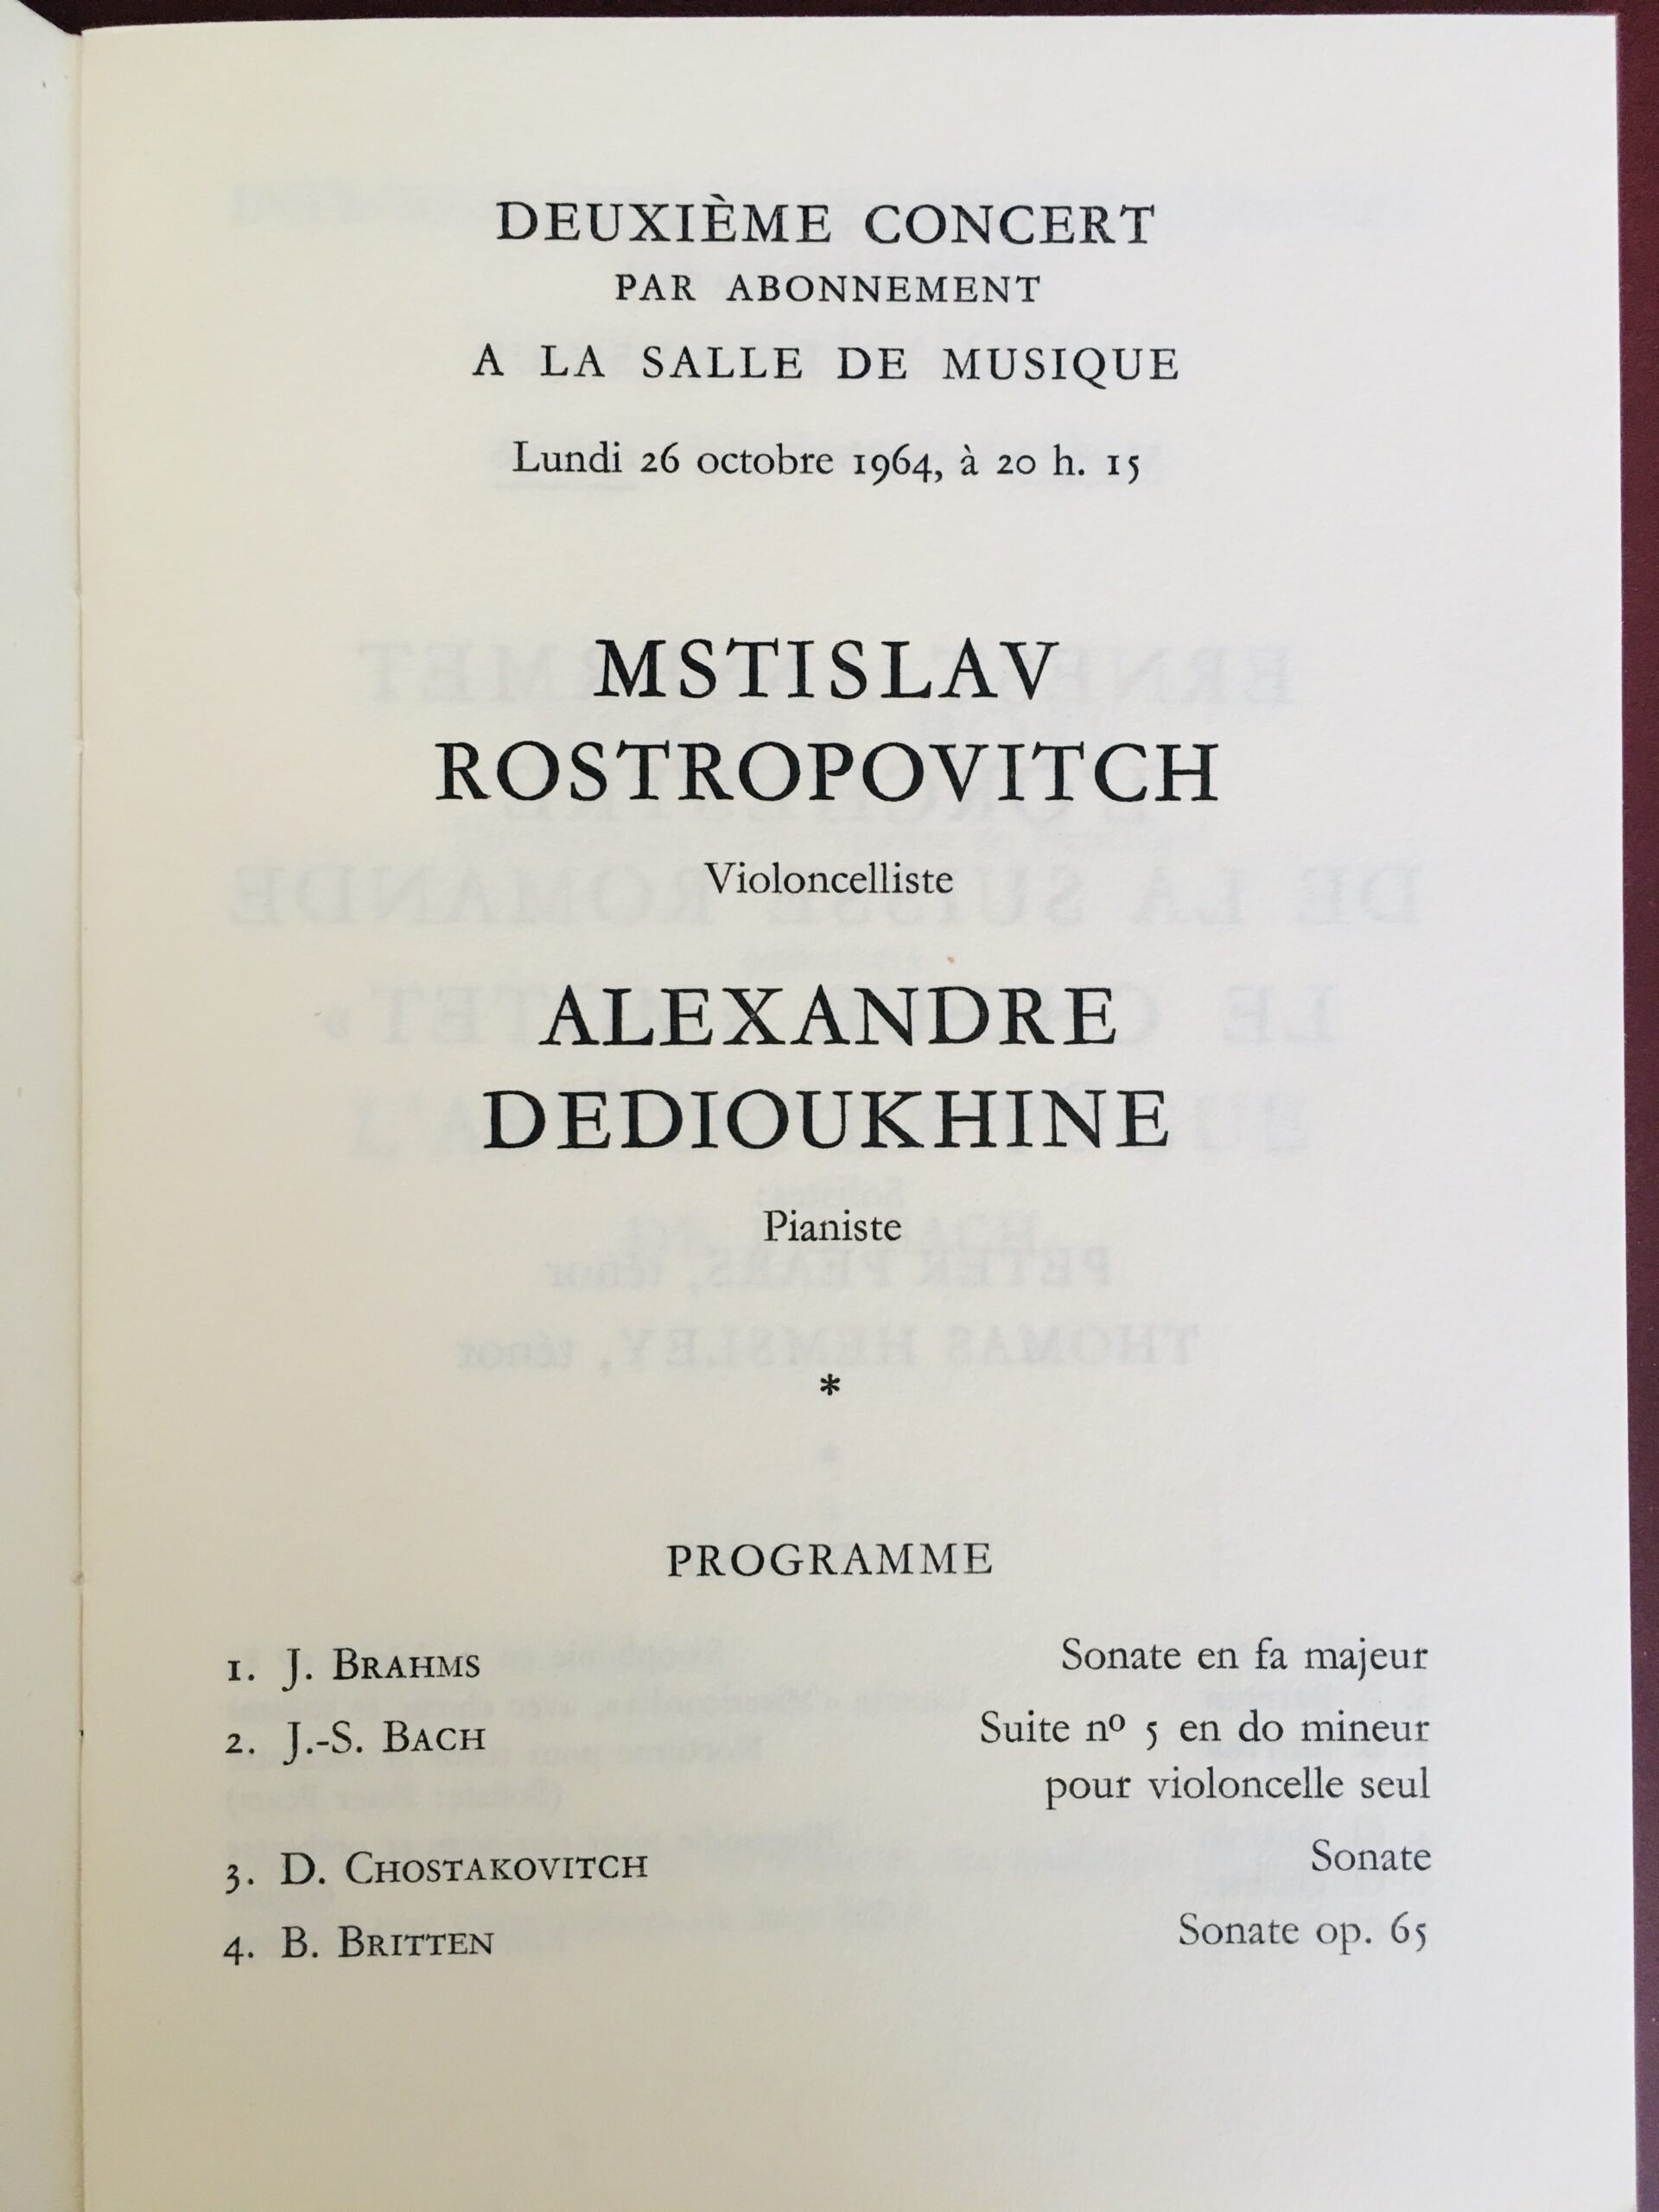 DEUXIÈME CONCERT
PAR ABONNEMENT
A LA SALLE DE MUSIQUE
Lundi 26 octobre 1964, à 20 h. 15
MSTISLAV
ROSTROPOVITCH
Violoncelliste
ALEXANDRE
DEDIOUKHINE
Pianiste
*
PROGRAMME
1. J. BRAHMS Sonate en fa majeur
2. J.-S. BACH Suite nº 5 en do mineur
pour violoncelle seul
3. D. CHOSTAKOVITCH Sonate
4. B. BRITTEN Sonate op. 65